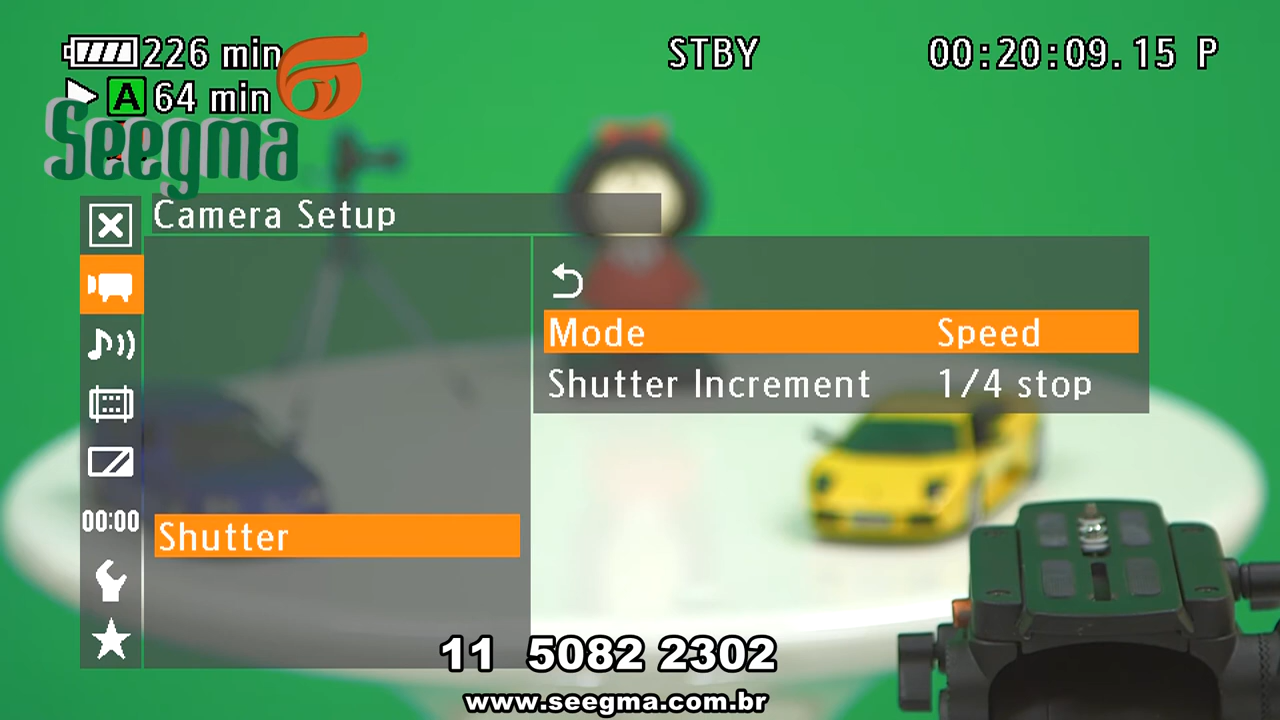 226 min
STBY
00:20:09.15 P
A 64 min
Seegma
Camera Setup
Mode Speed
Shutter Increment 1/4 stop
00:00
Shutter
11 5082 2302
www.seegma.com.br